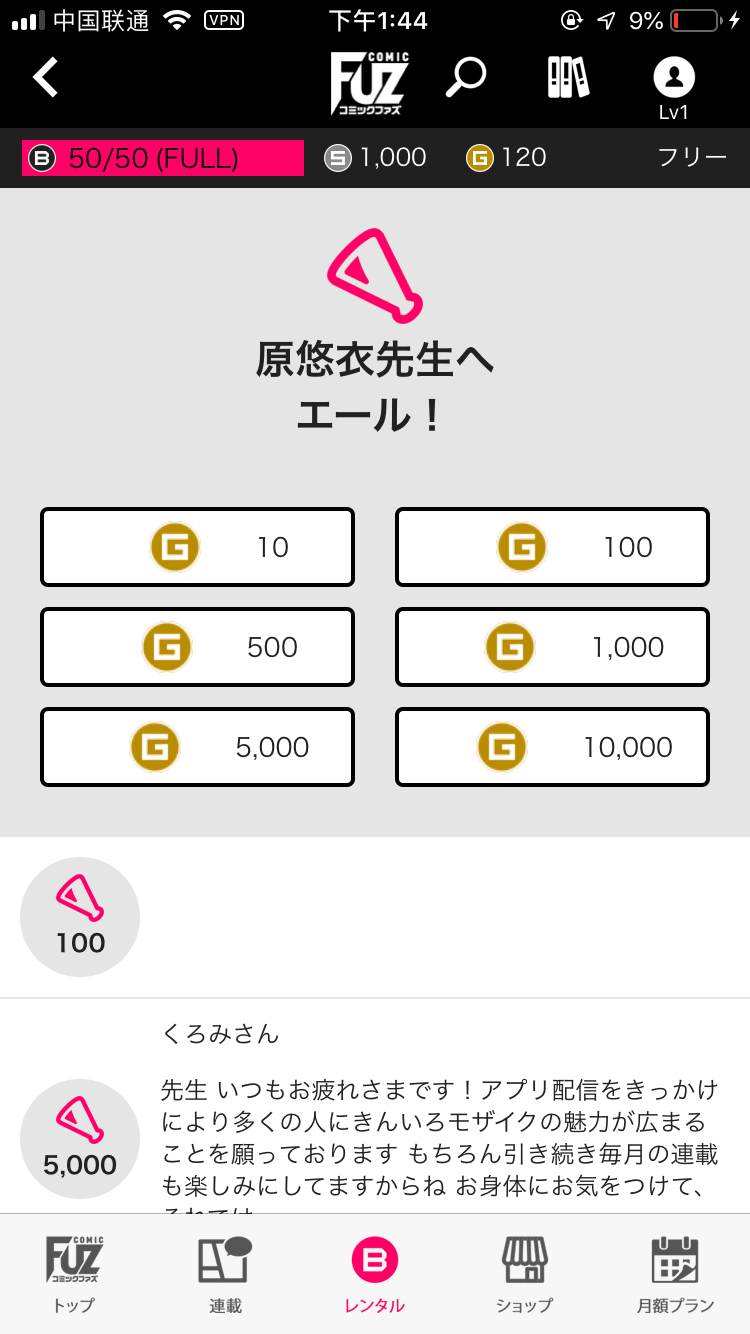 中国联通 VPN 下午1:44 9%
COMIC FUZ コミックファズ
Lv1
B 50/50 (FULL) S 1,000 G 120 フリー
原悠衣先生へ
エール！
G 10 G 100
G 500 G 1,000
G 5,000 G 10,000
100
くろみさん
先生 いつもお疲れさまです！アプリ配信をきっかけ
により多くの人にきんいろモザイクの魅力が広まる
ことを願っております もちろん引き続き毎月の連載
も楽しみにしてますからね お身体にお気をつけて、
5,000
COMIC FUZ コミックファズ B
トップ 連載 レンタル ショップ 月額プラン